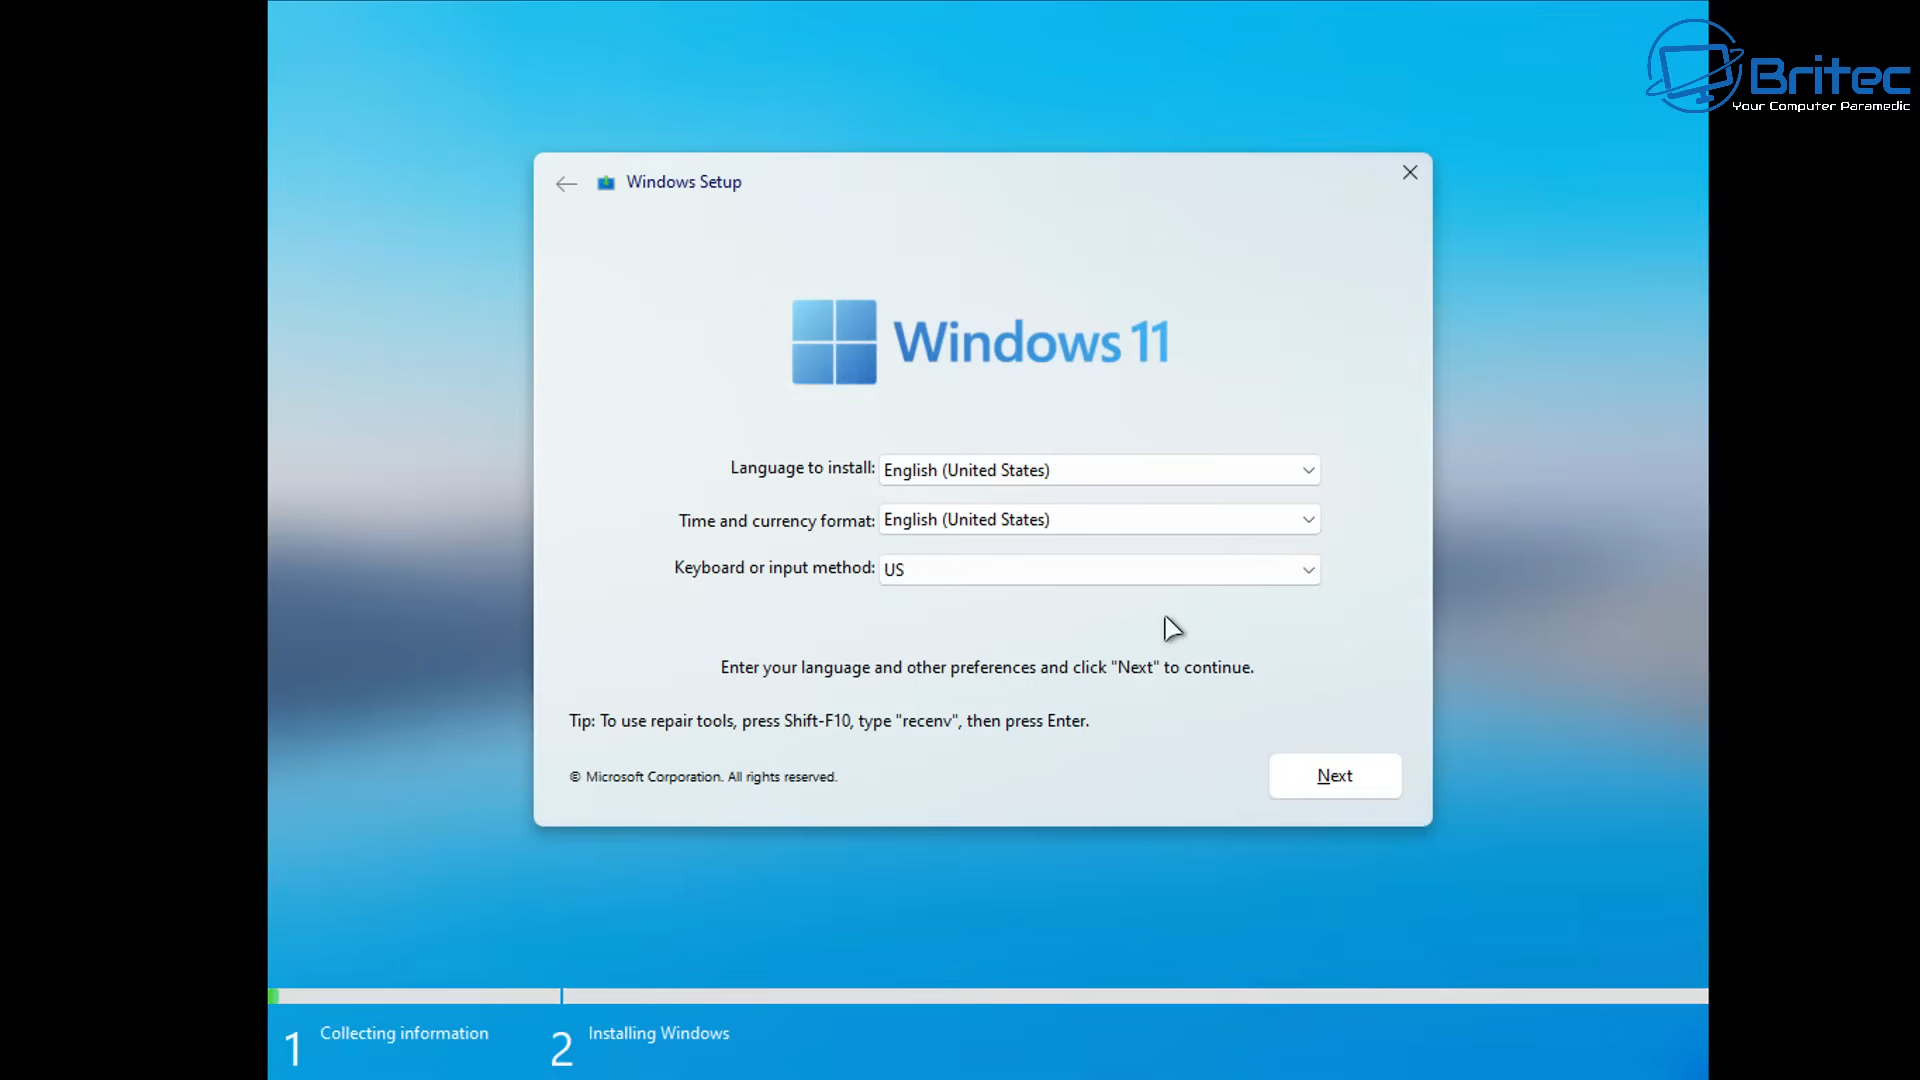 Britec
Your Computer Paramedic
Windows Setup
Windows 11
Language to install: English (United States)
Time and currency format: English (United States)
Keyboard or input method: US
Enter your language and other preferences and click "Next" to continue.
Tip: To use repair tools, press Shift-F10, type "recenv", then press Enter.
© Microsoft Corporation. All rights reserved.
Next
1 Collecting information
2 Installing Windows